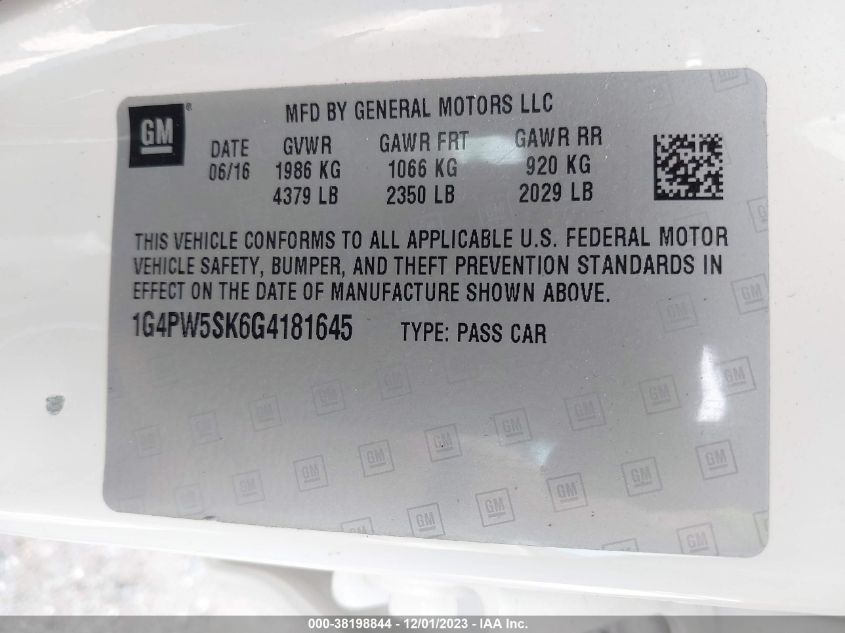 GM®
MFD BY GENERAL MOTORS LLC
DATE GVWR GAWR FRT GAWR RR
06/16 1986 KG 1066 KG 920 KG
4379 LB 2350 LB 2029 LB
THIS VEHICLE CONFORMS TO ALL APPLICABLE U.S. FEDERAL MOTOR
VEHICLE SAFETY, BUMPER, AND THEFT PREVENTION STANDARDS IN
EFFECT ON THE DATE OF MANUFACTURE SHOWN ABOVE.
1G4PW5SK6G4181645 TYPE: PASS CAR
000-38198844 - 12/01/2023 - IAA Inc.